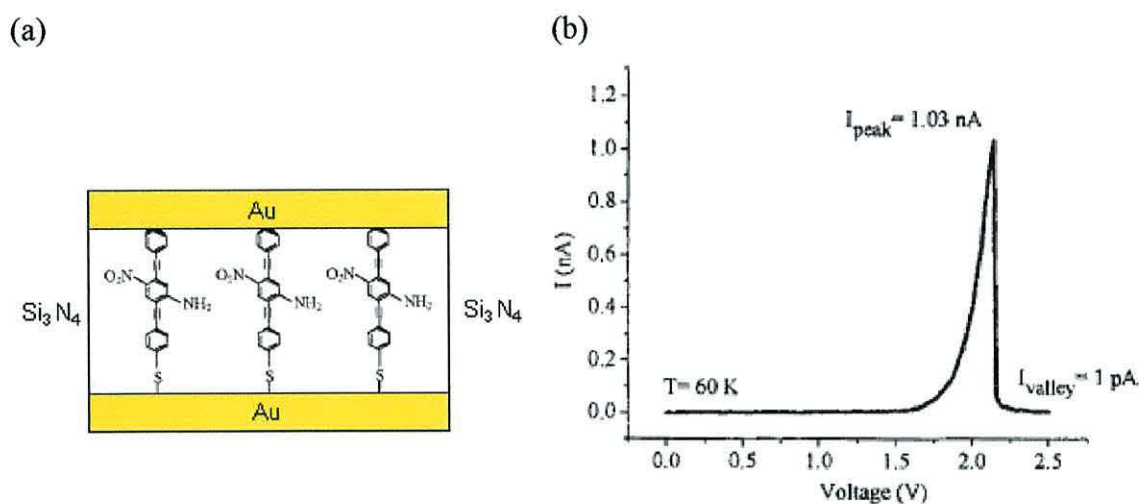 (a)
Au
O₂N
NH₂
O₂N
NH₂
O₂N
NH₂
Si₃N₄
Si₃N₄
S
S
S
Au
(b)
I_peak= 1.03 nA
I_valley= 1 pA
T= 60 K
I (nA)
1.2
1.0
0.8
0.6
0.4
0.2
0.0
0.0 0.5 1.0 1.5 2.0 2.5
Voltage (V)